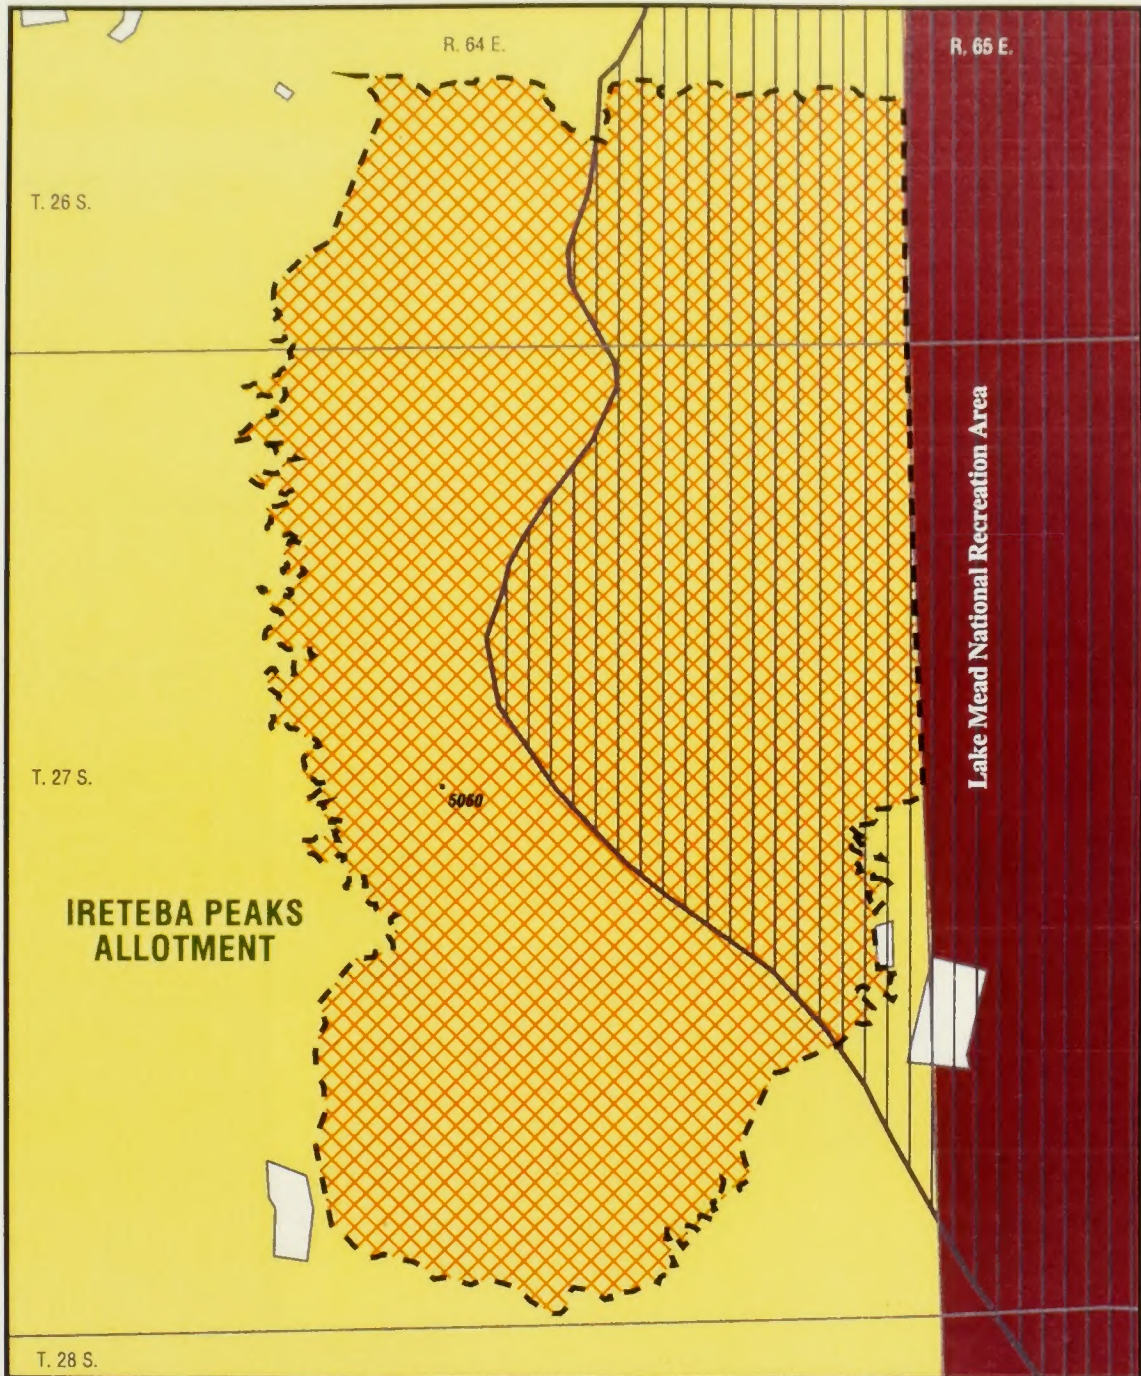 R. 64 E.
R. 65 E.
T. 26 S.
Lake Mead National Recreation Area
T. 27 S.
5060
IRETEBA PEAKS
ALLOTMENT
T. 28 S.